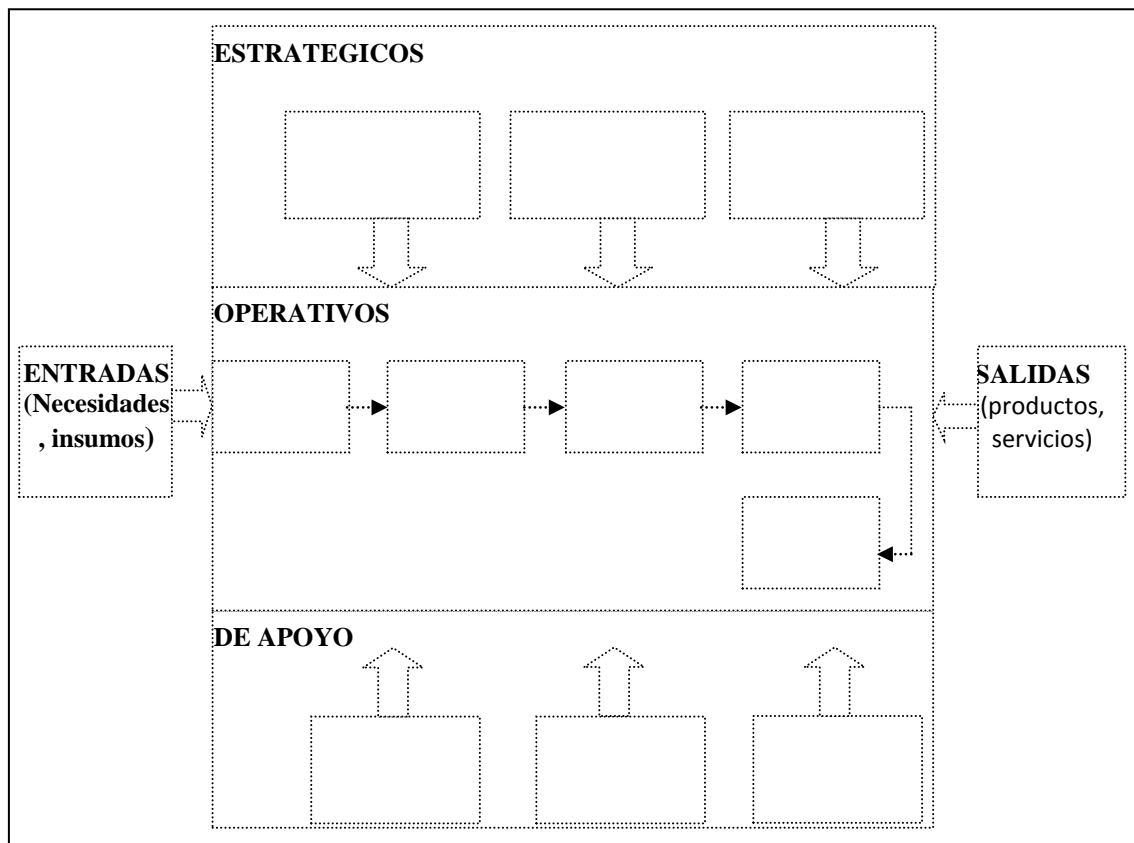 ESTRATEGICOS
OPERATIVOS
ENTRADAS
(Necesidades
, insumos)
SALIDAS
(productos,
servicios)
DE APOYO